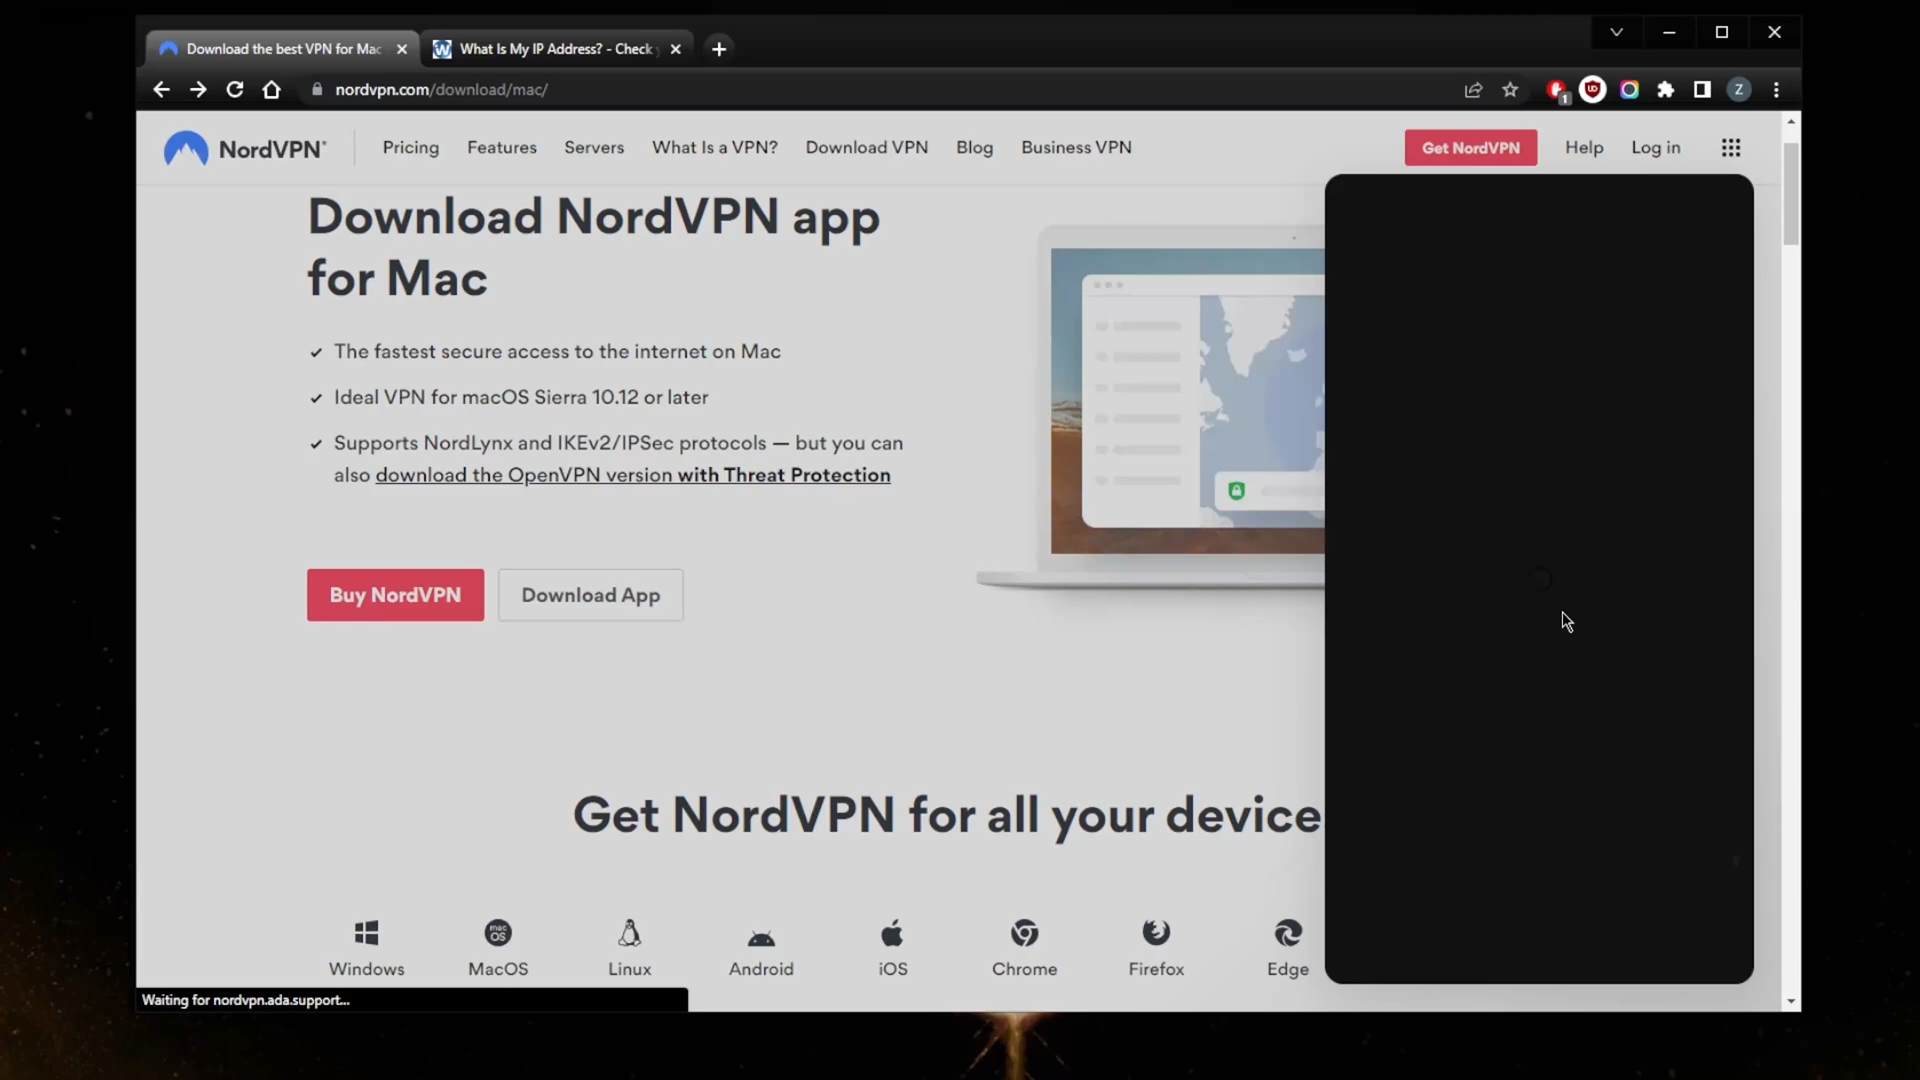 Download the best VPN for Mac
What Is My IP Address? - Check
nordvpn.com/download/mac/
1
Z
NordVPN®
Pricing
Features
Servers
What Is a VPN?
Download VPN
Blog
Business VPN
Get NordVPN
Help
Log in
Download NordVPN app
for Mac
The fastest secure access to the internet on Mac
Ideal VPN for macOS Sierra 10.12 or later
Supports NordLynx and IKEv2/IPSec protocols — but you can
also download the OpenVPN version with Threat Protection
Buy NordVPN
Download App
Get NordVPN for all your device
mac
OS
Windows
MacOS
Linux
Android
iOS
Chrome
Firefox
Edge
Waiting for nordvpn.ada.support...